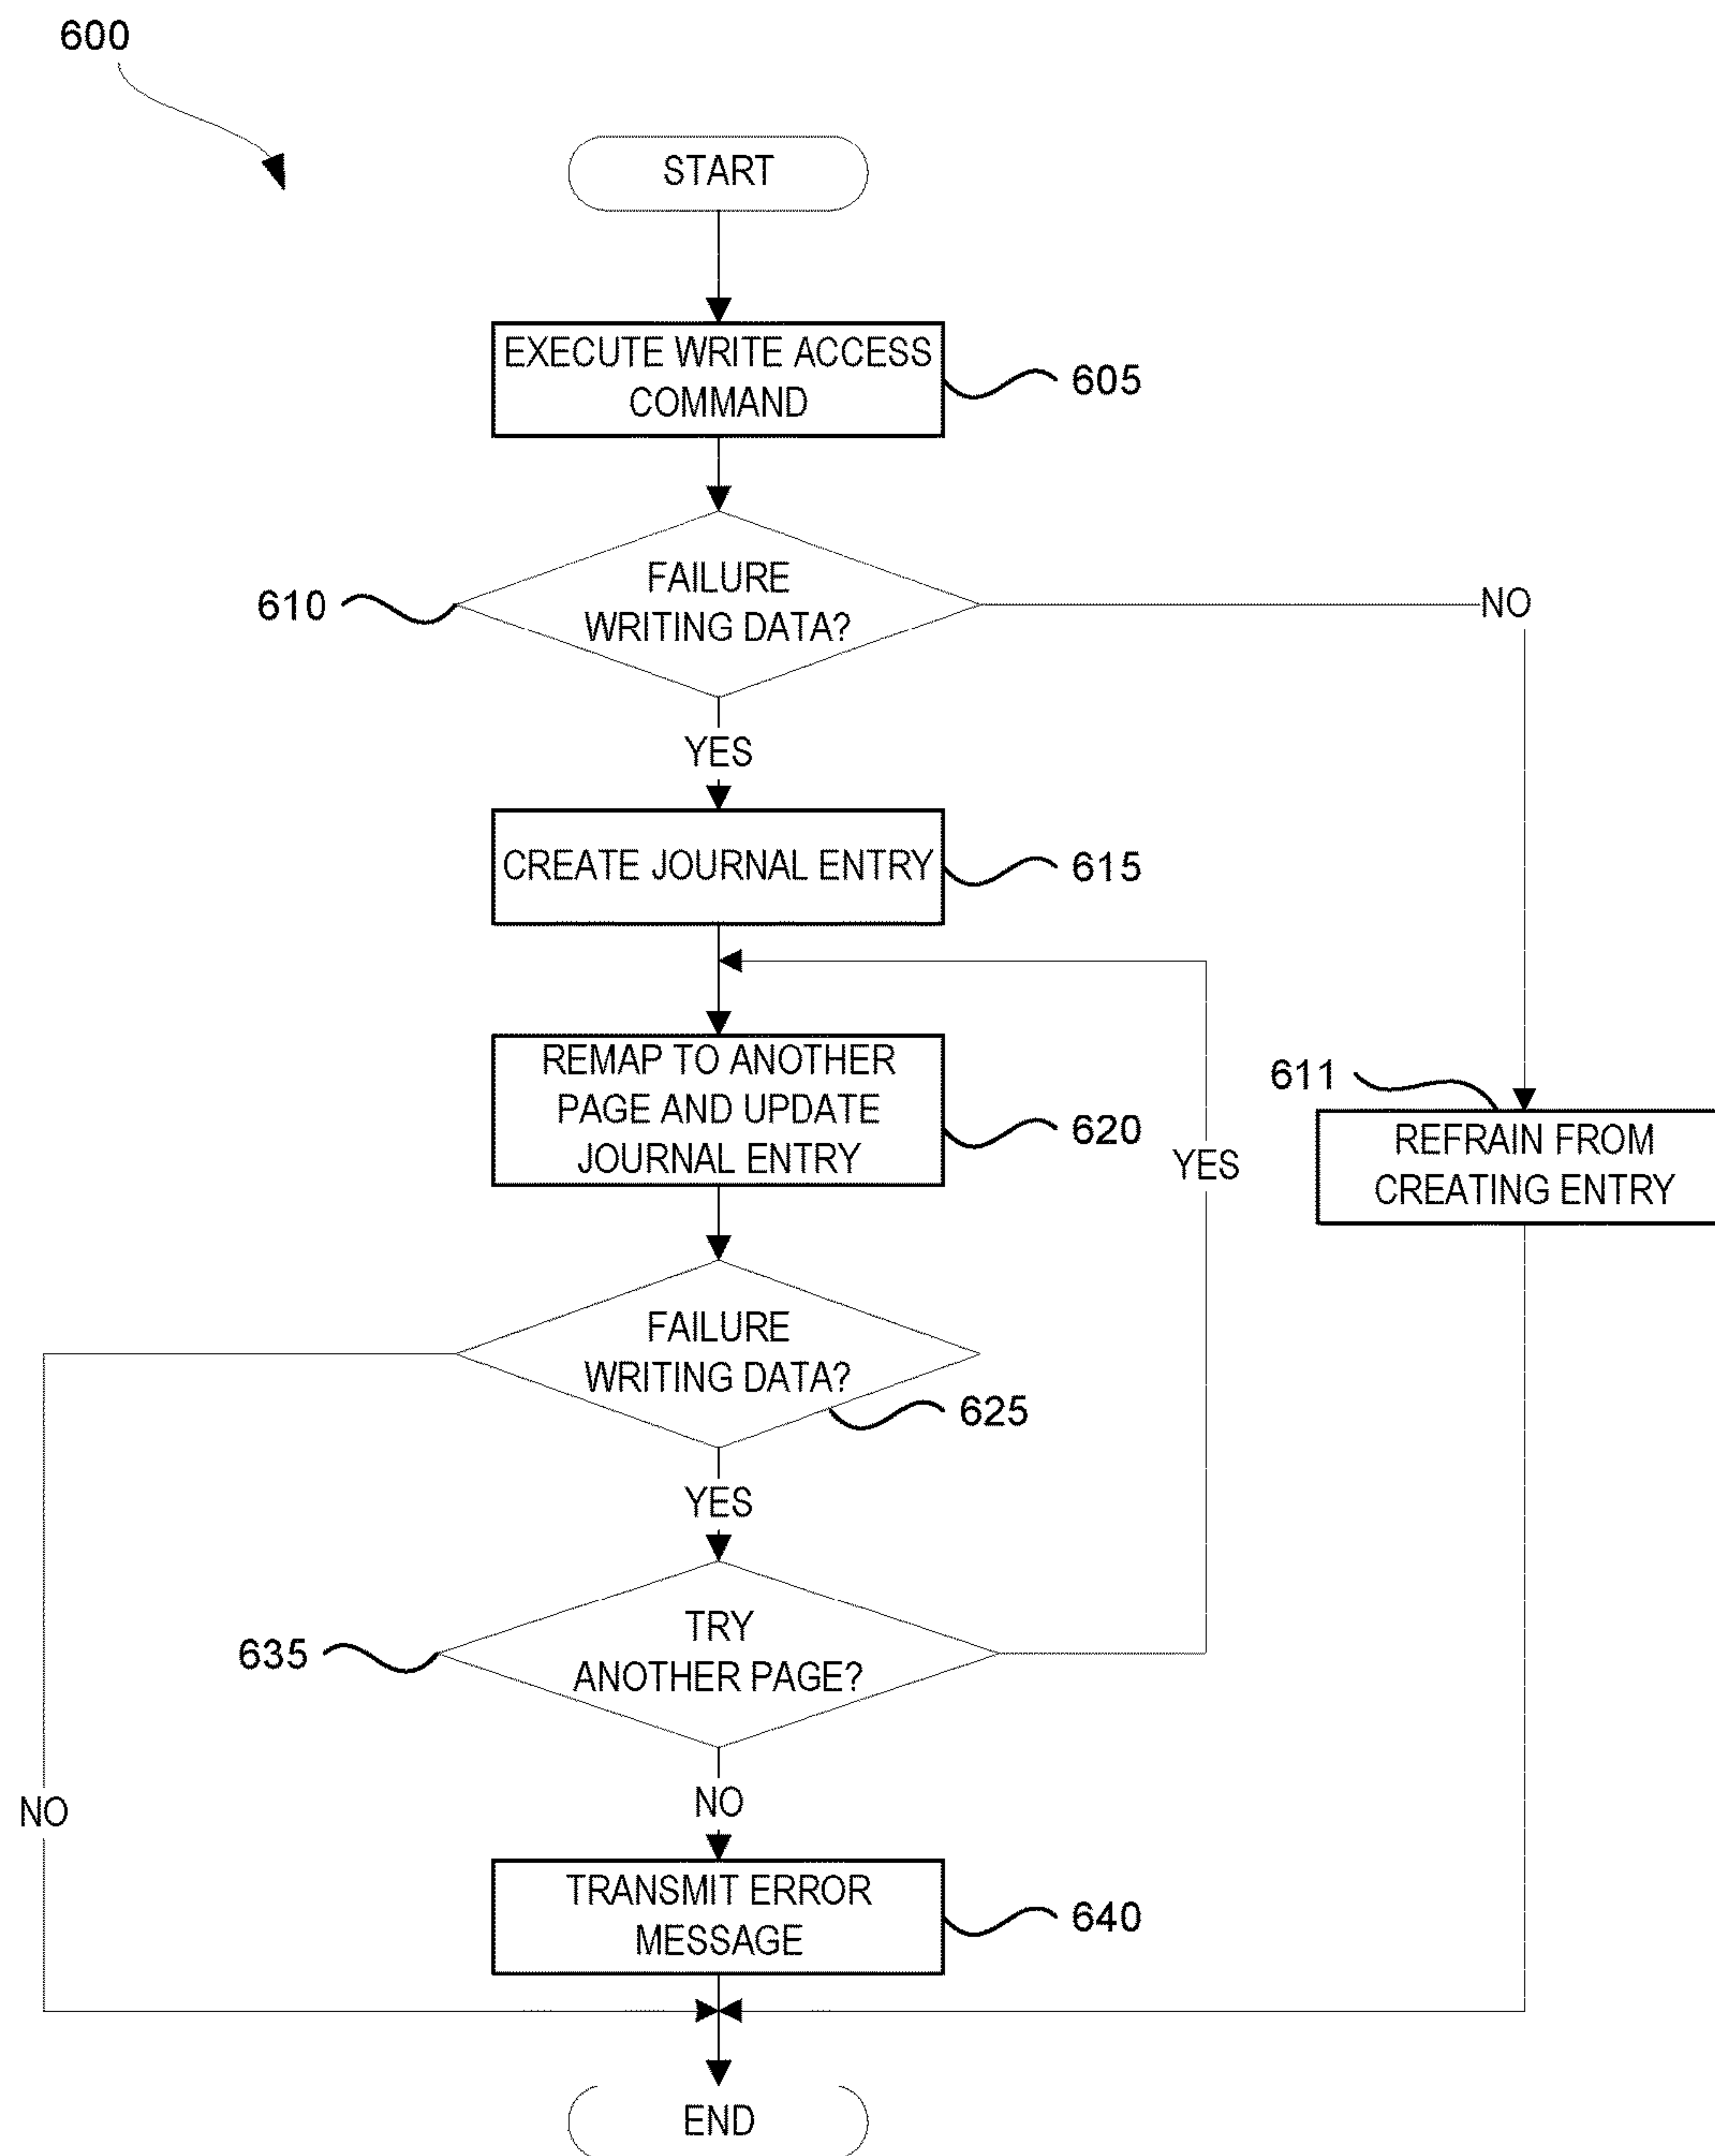 600
START
EXECUTE WRITE ACCESS
COMMAND
605
FAILURE
WRITING DATA?
610
NO
YES
CREATE JOURNAL ENTRY
615
REMAP TO ANOTHER
PAGE AND UPDATE
JOURNAL ENTRY
620
YES
611
REFRAIN FROM
CREATING ENTRY
FAILURE
WRITING DATA?
625
YES
TRY
ANOTHER PAGE?
635
NO
NO
TRANSMIT ERROR
MESSAGE
640
END